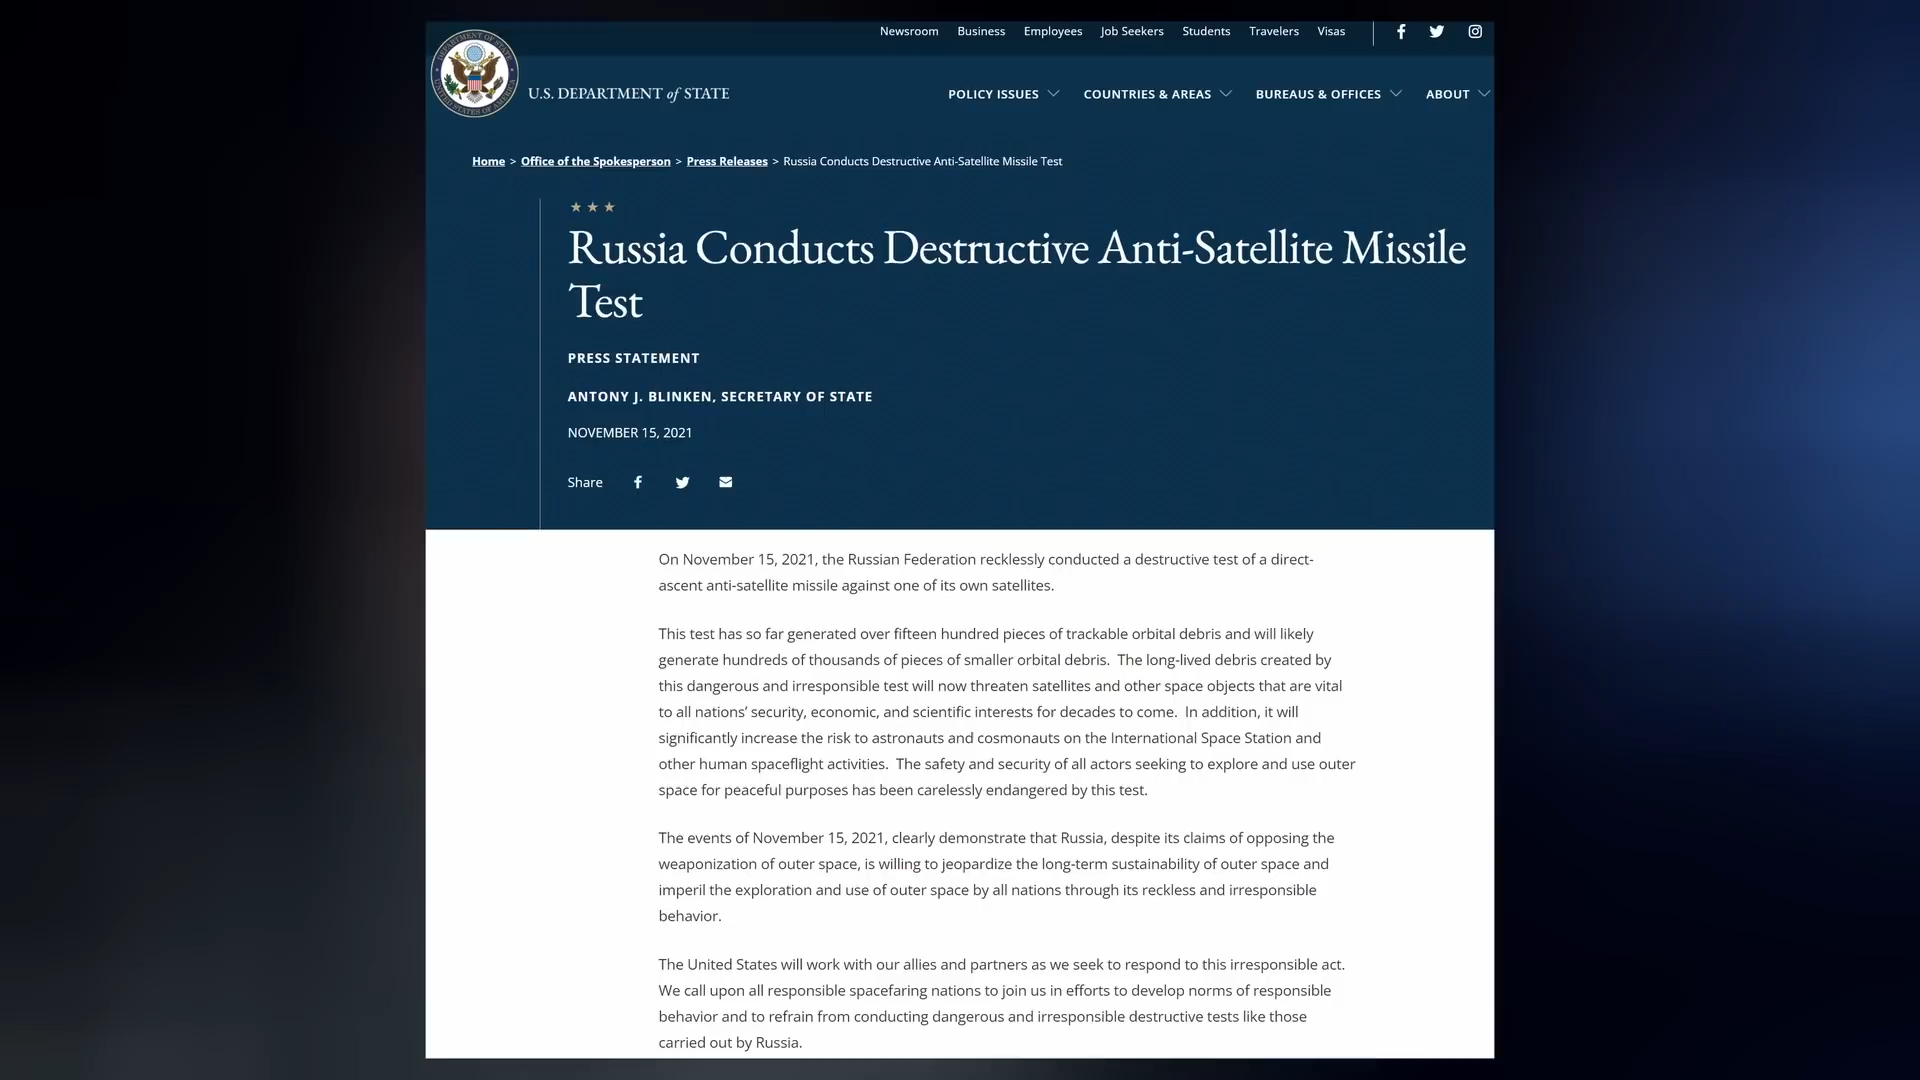 Newsroom Business Employees Job Seekers Students Travelers Visas
U.S. DEPARTMENT of STATE
POLICY ISSUES COUNTRIES & AREAS BUREAUS & OFFICES ABOUT
Home > Office of the Spokesperson > Press Releases > Russia Conducts Destructive Anti-Satellite Missile Test
Russia Conducts Destructive Anti-Satellite Missile
Test
PRESS STATEMENT
ANTONY J. BLINKEN, SECRETARY OF STATE
NOVEMBER 15, 2021
Share
On November 15, 2021, the Russian Federation recklessly conducted a destructive test of a direct-
ascent anti-satellite missile against one of its own satellites.
This test has so far generated over fifteen hundred pieces of trackable orbital debris and will likely
generate hundreds of thousands of pieces of smaller orbital debris.  The long-lived debris created by
this dangerous and irresponsible test will now threaten satellites and other space objects that are vital
to all nations’ security, economic, and scientific interests for decades to come.  In addition, it will
significantly increase the risk to astronauts and cosmonauts on the International Space Station and
other human spaceflight activities.  The safety and security of all actors seeking to explore and use outer
space for peaceful purposes has been carelessly endangered by this test.
The events of November 15, 2021, clearly demonstrate that Russia, despite its claims of opposing the
weaponization of outer space, is willing to jeopardize the long-term sustainability of outer space and
imperil the exploration and use of outer space by all nations through its reckless and irresponsible
behavior.
The United States will work with our allies and partners as we seek to respond to this irresponsible act.
We call upon all responsible spacefaring nations to join us in efforts to develop norms of responsible
behavior and to refrain from conducting dangerous and irresponsible destructive tests like those
carried out by Russia.